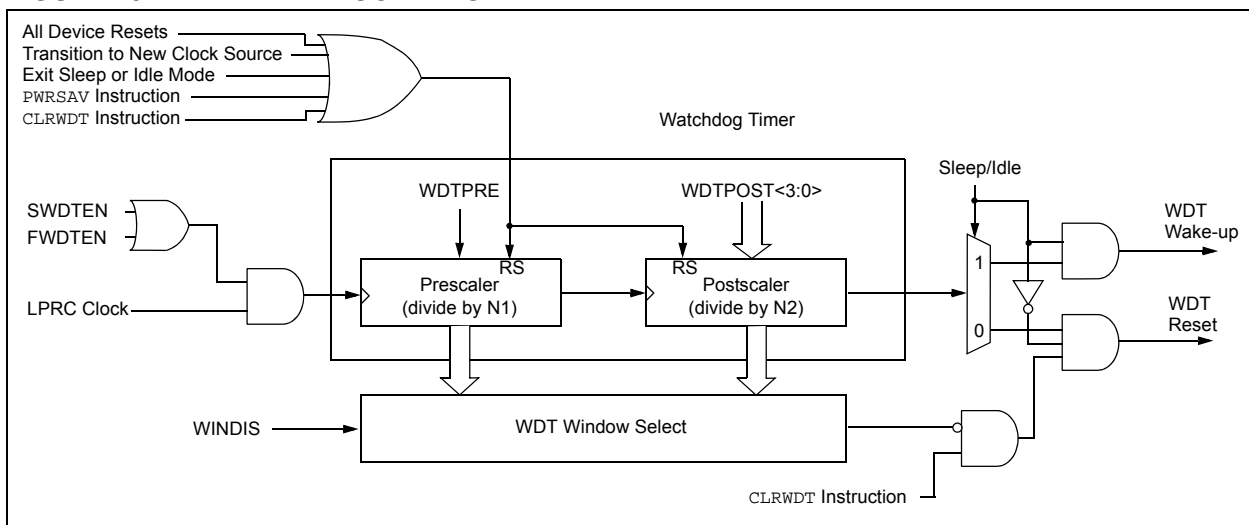 All Device Resets
Transition to New Clock Source
Exit Sleep or Idle Mode
PWRSAV Instruction
CLRWDT Instruction
Watchdog Timer
Sleep/Idle
WDTPRE
WDTPOST<3:0>
SWDTEN
FWDTEN
WDT
Wake-up
RS
RS
1
Prescaler
(divide by N1)
Postscaler
(divide by N2)
LPRC Clock
0
WDT
Reset
WINDIS
WDT Window Select
CLRWDT Instruction